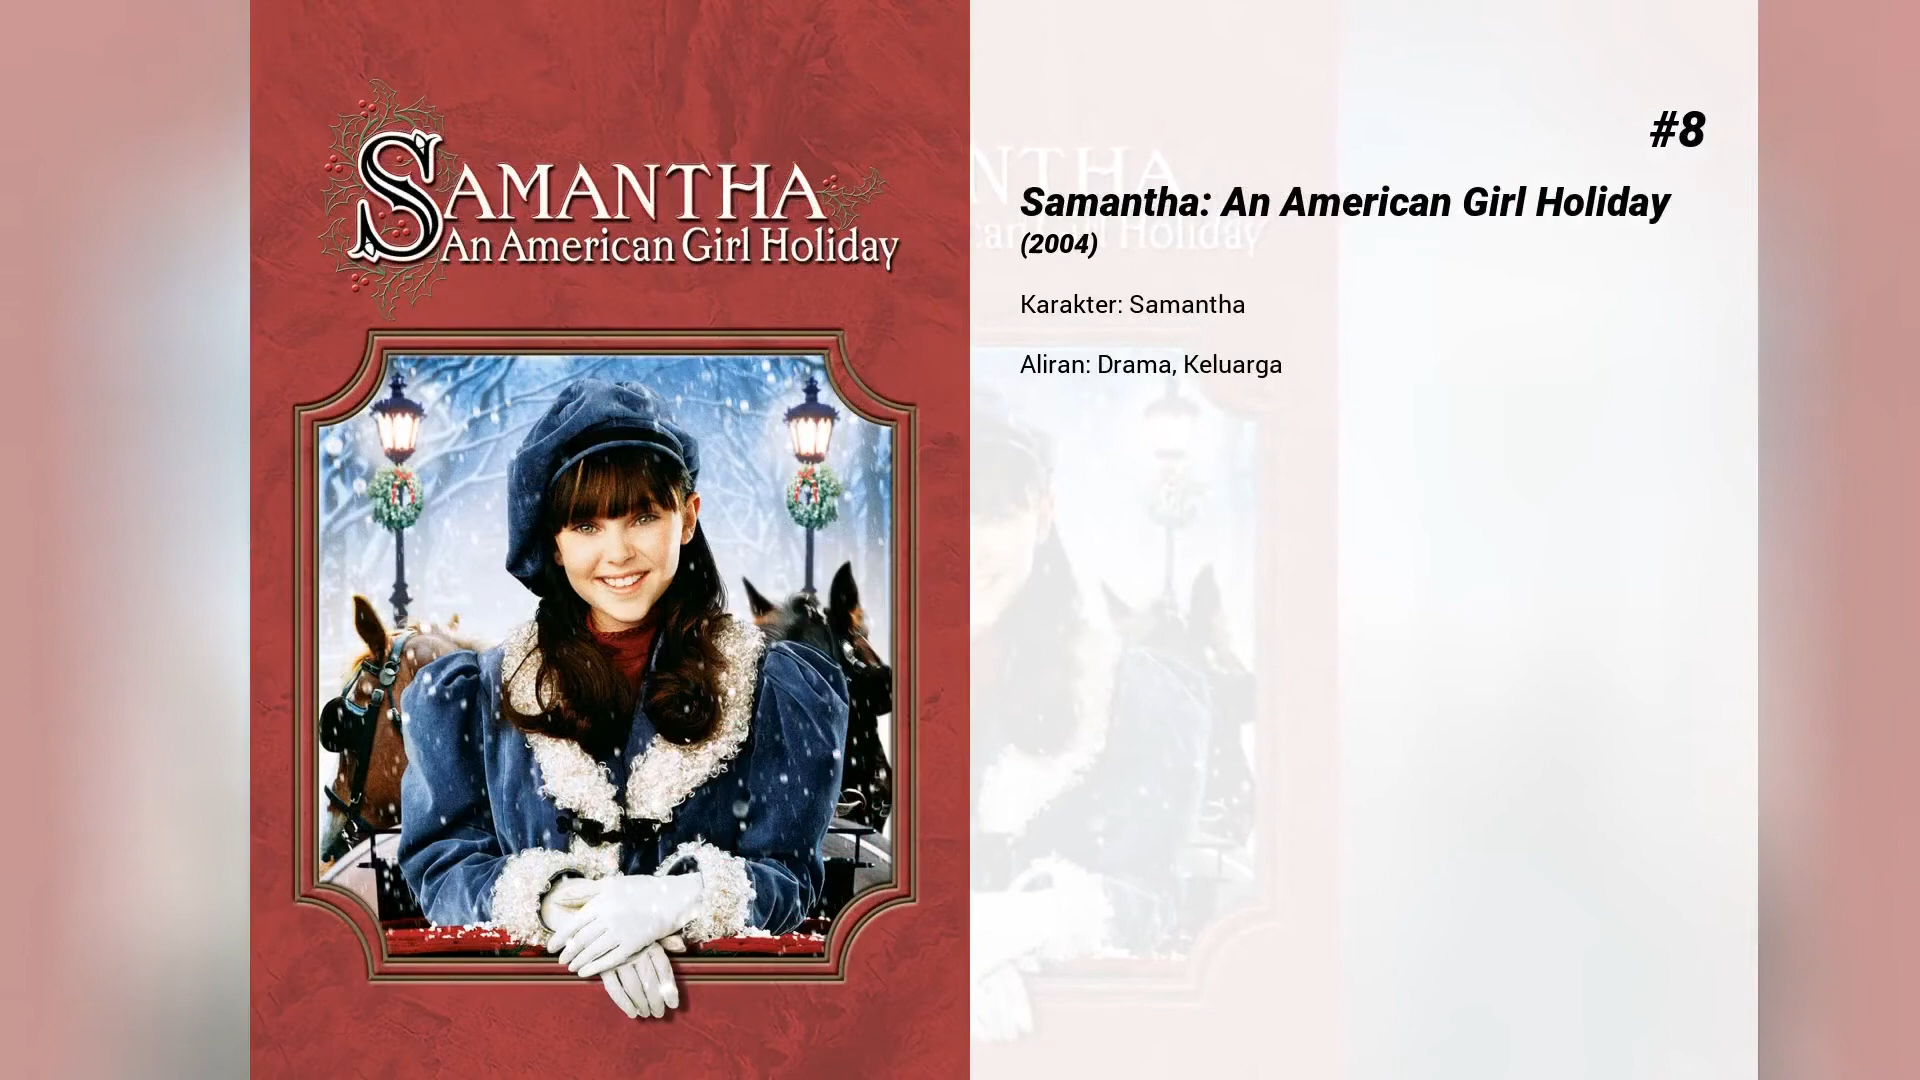 SAMANTHA
An American Girl Holiday
#8
Samantha: An American Girl Holiday
(2004)
Karakter: Samantha
Aliran: Drama, Keluarga